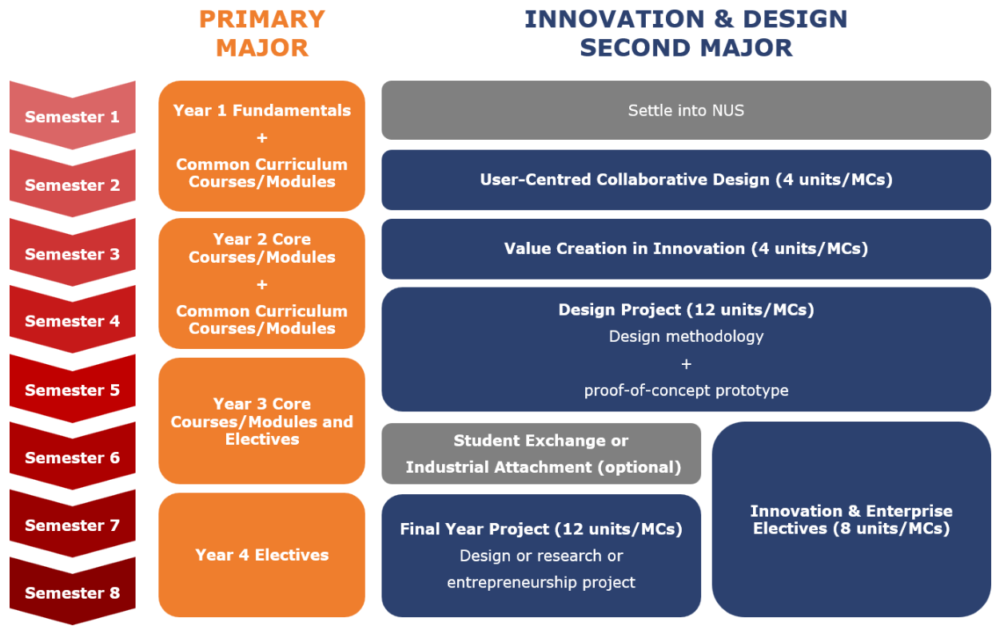 PRIMARY
MAJOR
INNOVATION & DESIGN
SECOND MAJOR
Semester 1
Semester 2
Semester 3
Semester 4
Semester 5
Semester 6
Semester 7
Semester 8
Year 1 Fundamentals
+
Common Curriculum
Courses/Modules
Year 2 Core
Courses/Modules
+
Common Curriculum
Courses/Modules
Year 3 Core
Courses/Modules and
Electives
Year 4 Electives
Settle into NUS
User-Centred Collaborative Design (4 units/MCs)
Value Creation in Innovation (4 units/MCs)
Design Project (12 units/MCs)
Design methodology
+
proof-of-concept prototype
Student Exchange or
Industrial Attachment (optional)
Final Year Project (12 units/MCs)
Design or research or
entrepreneurship project
Innovation & Enterprise
Electives (8 units/MCs)